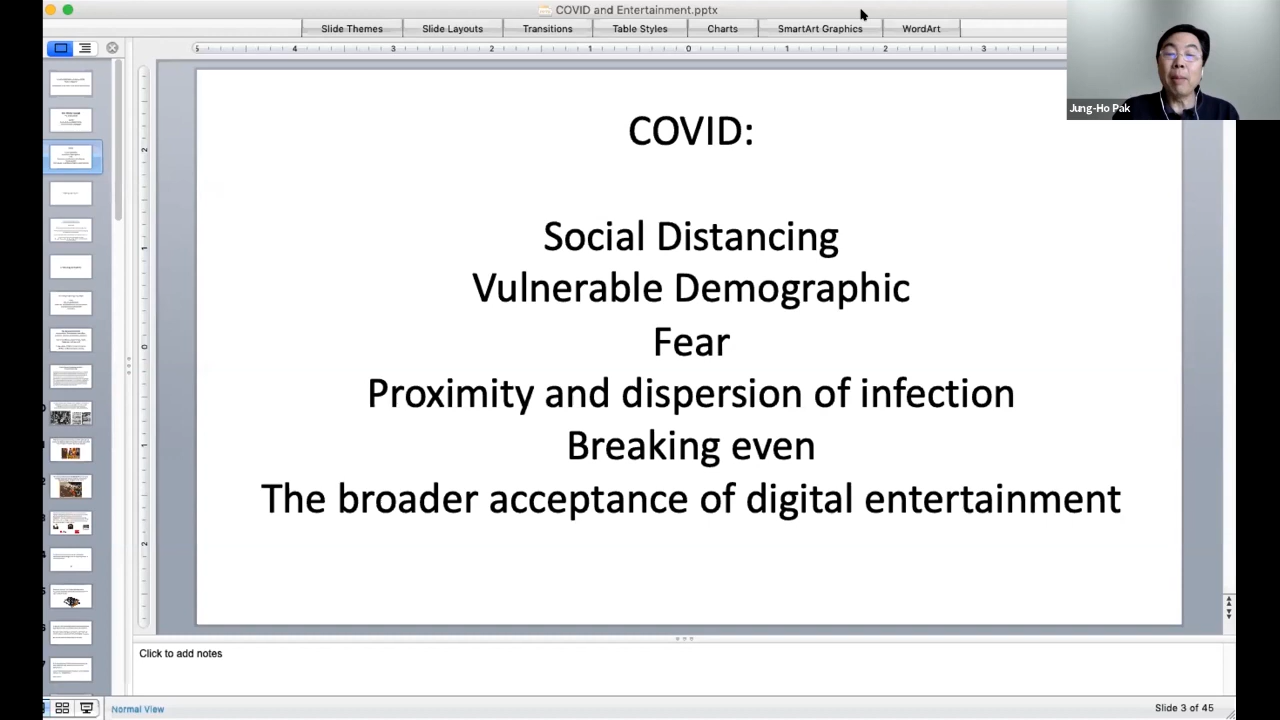 COVID and Entertainment.pptx
Slide Themes
Slide Layouts
Transitions
Table Styles
Charts
SmartArt Graphics
WordArt
Jung-Ho Pak
COVID:
Social Distancing
Vulnerable Demographic
Fear
Proximity and dispersion of infection
Breaking even
The broader acceptance of digital entertainment
Click to add notes
Normal View
Slide 3 of 45